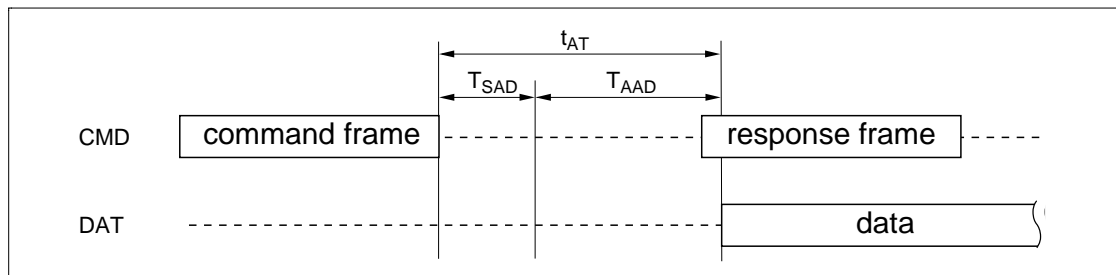 tAT
TSAD TAAD
CMD command frame response frame
DAT data